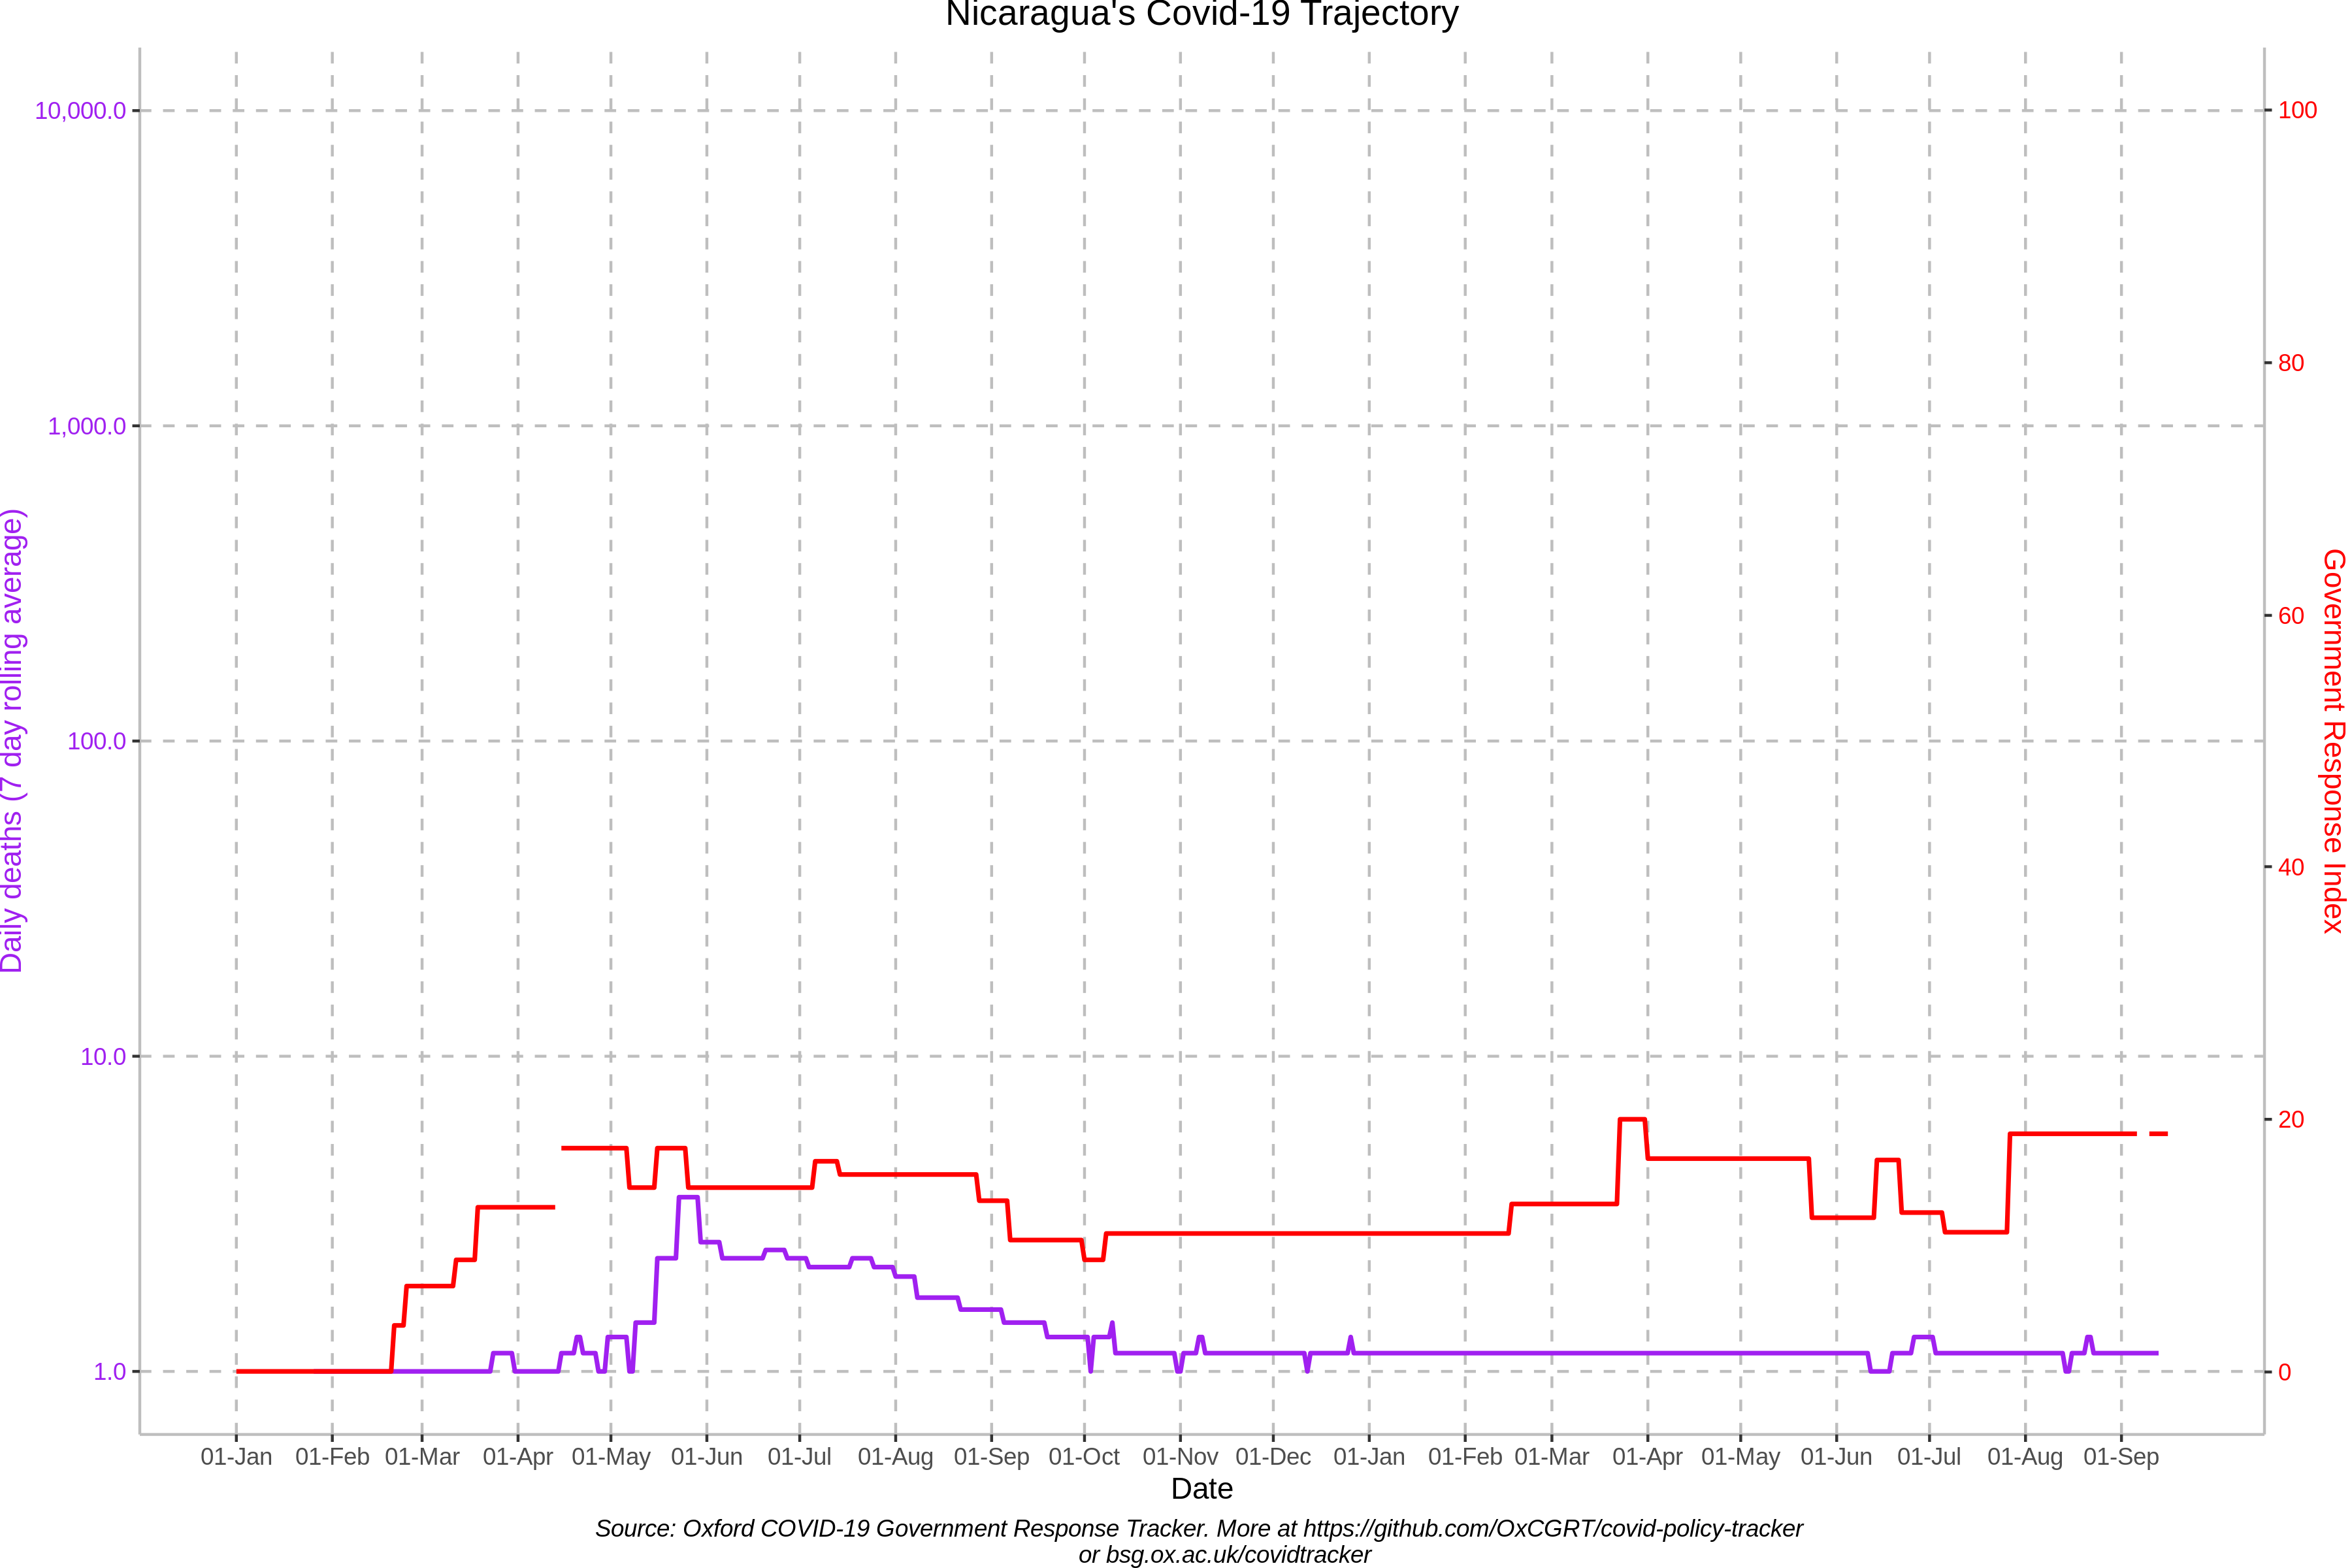 Nicaragua's Covid-19 Trajectory
10,000.0
1,000.0
100.0
10.0
1.0
Daily deaths (7 day rolling average)
100
80
60
40
20
0
Government Response Index
01-Jan 01-Feb 01-Mar 01-Apr 01-May 01-Jun 01-Jul 01-Aug 01-Sep 01-Oct 01-Nov 01-Dec 01-Jan 01-Feb 01-Mar 01-Apr 01-May 01-Jun 01-Jul 01-Aug 01-Sep
Date
Source: Oxford COVID-19 Government Response Tracker. More at https://github.com/OxCGRT/covid-policy-tracker
or bsg.ox.ac.uk/covidtracker